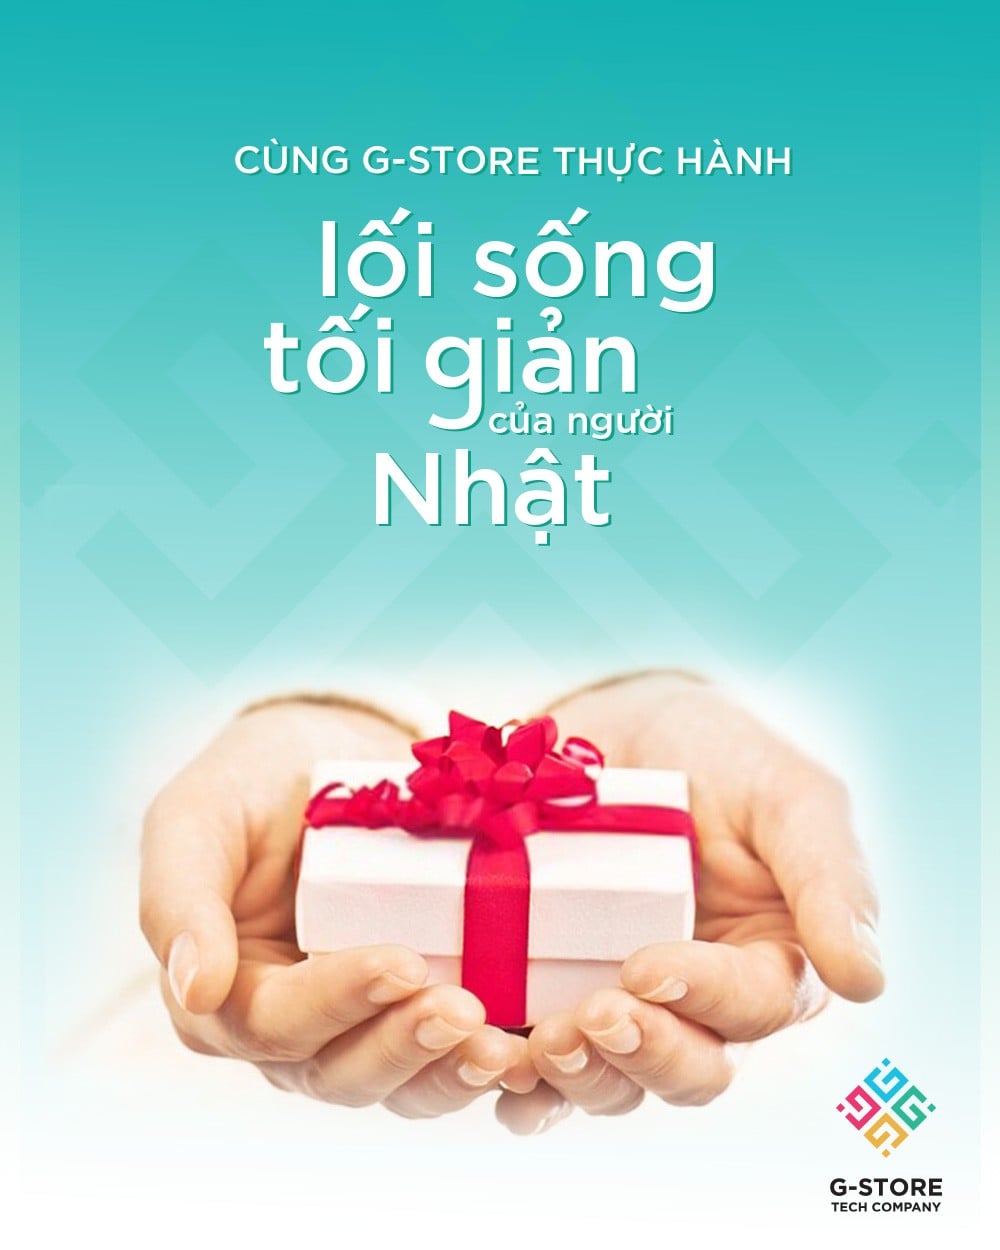 CÙNG G-STORE THỰC HÀNH
lối sống
tối giản
của người
Nhật
G-STORE
TECH COMPANY